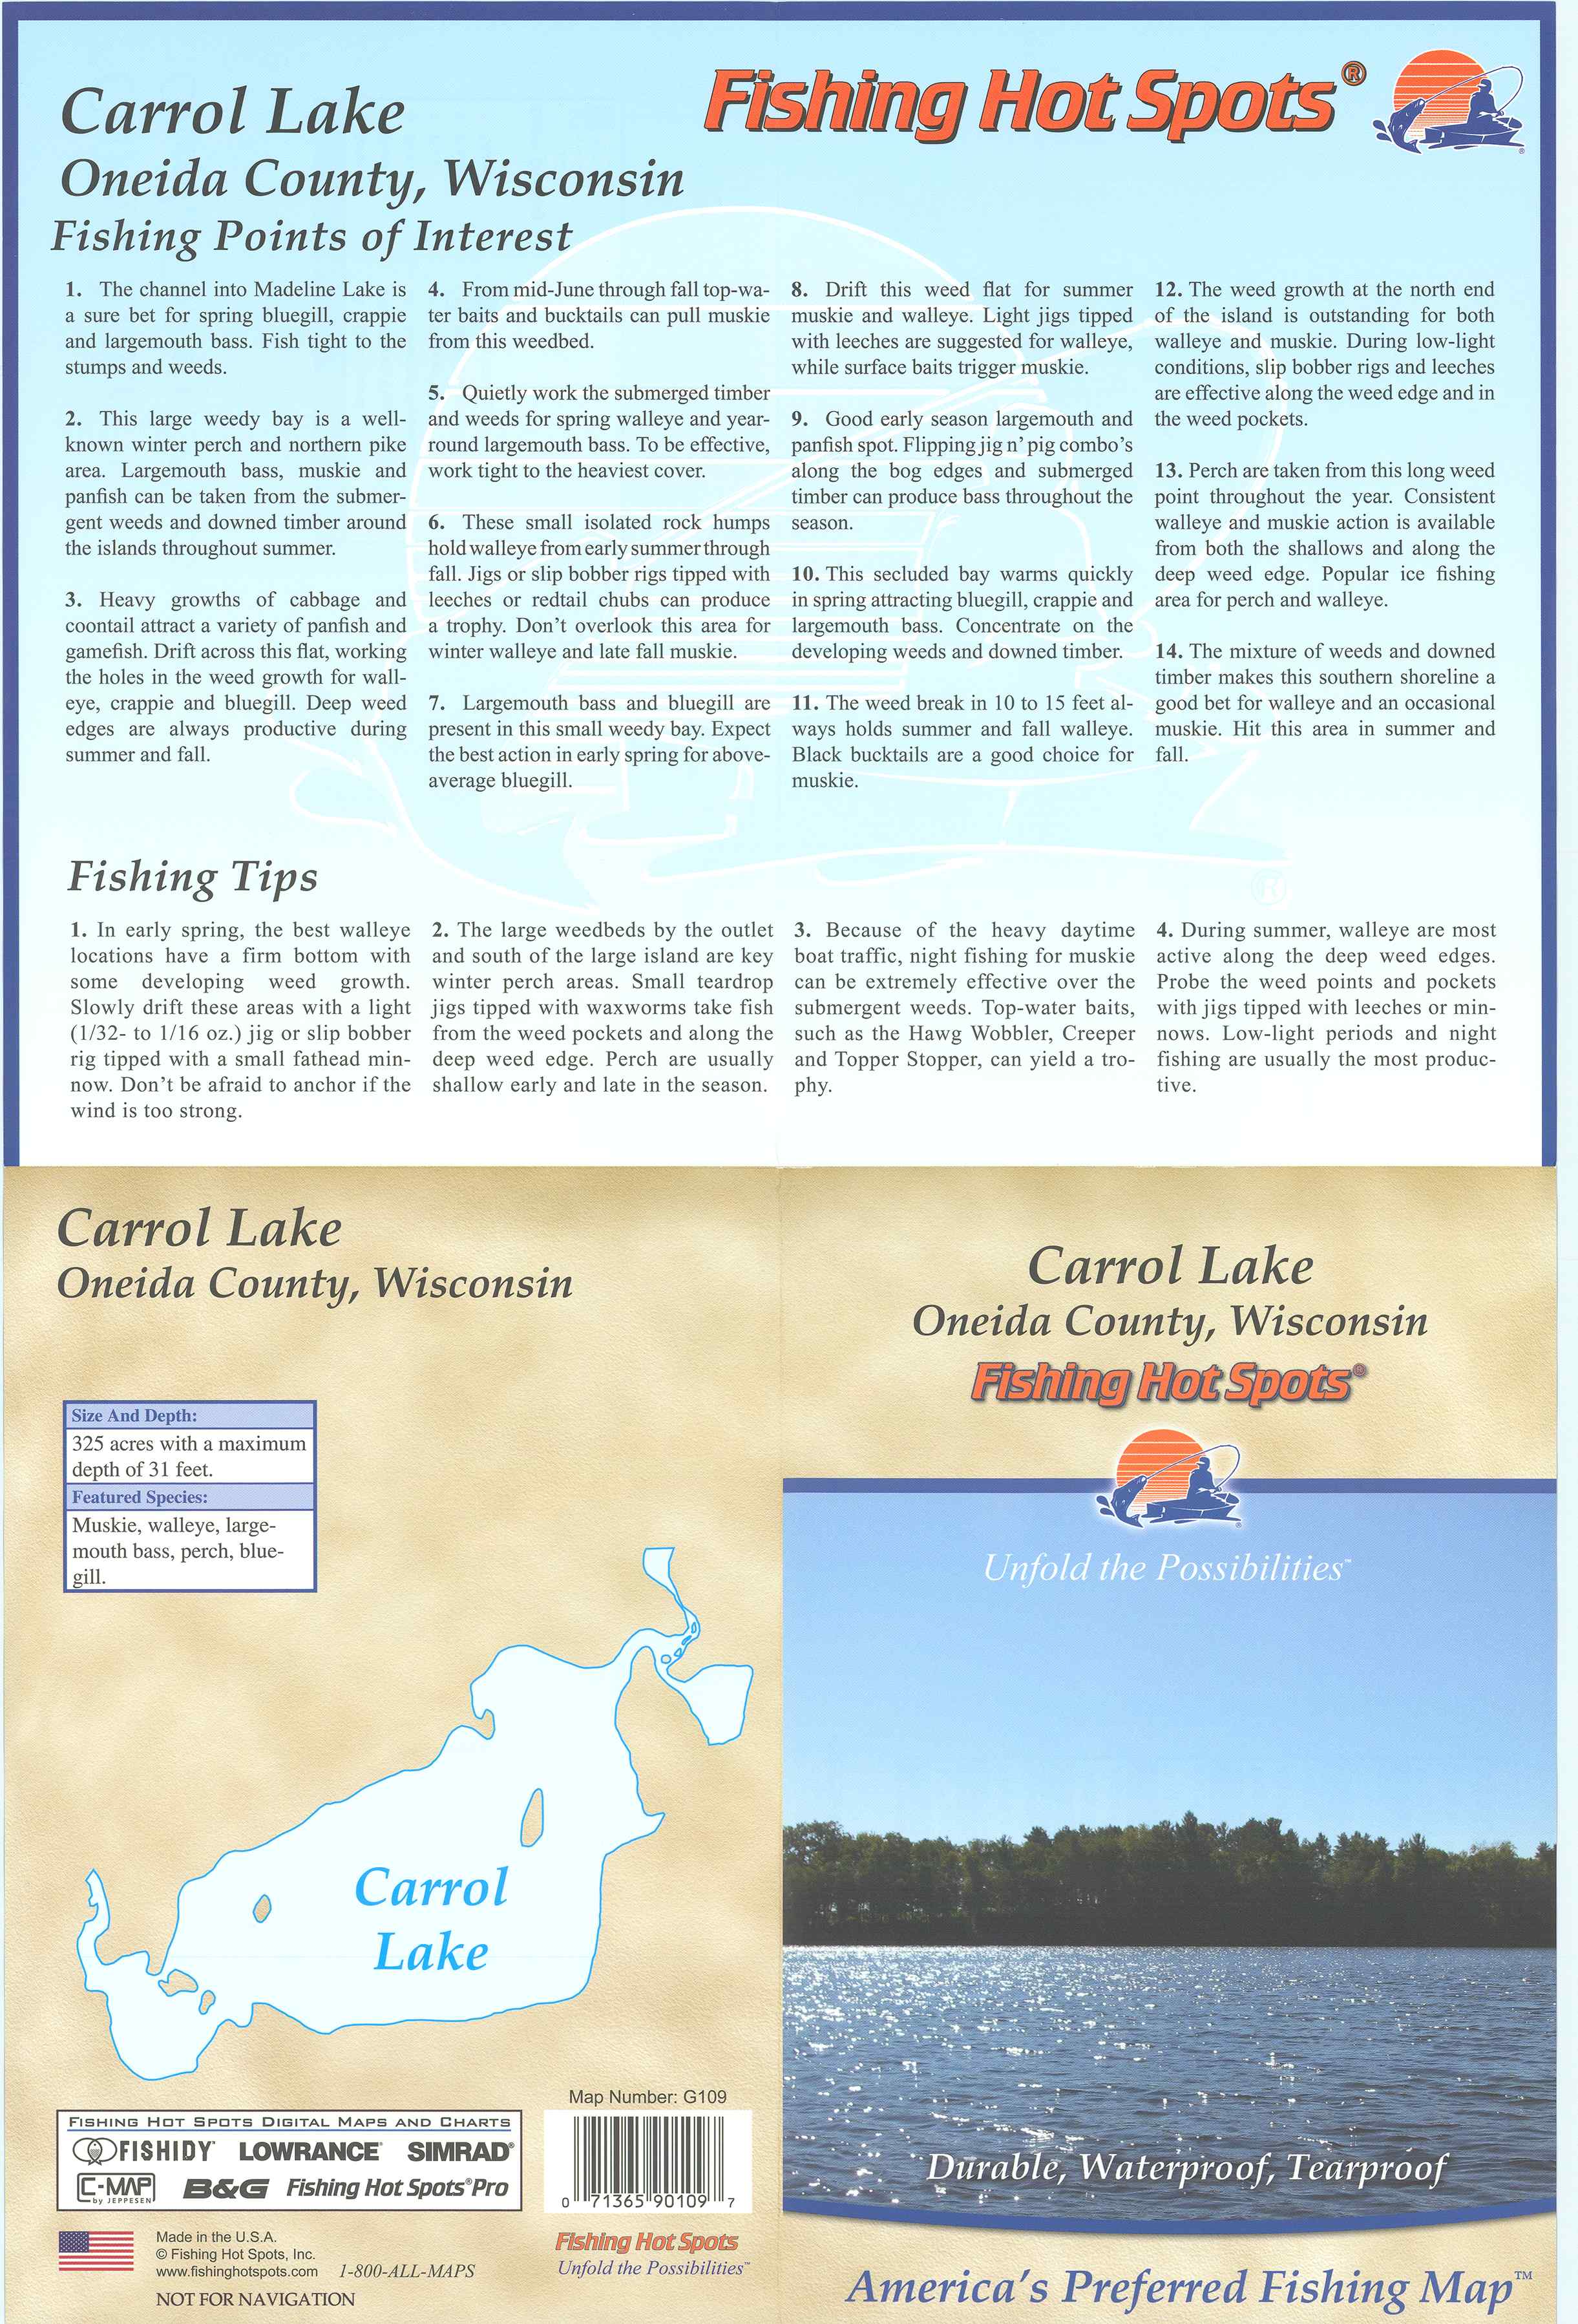 Carrol Lake
Oneida County, Wisconsin
Fishing Points of Interest
Fishing Hot Spots®
®
1. The channel into Madeline Lake is
a sure bet for spring bluegill, crappie
and largemouth bass. Fish tight to the
stumps and weeds.
2. This large weedy bay is a well-
known winter perch and northern pike
area. Largemouth bass, muskie and
panfish can be taken from the submer-
gent weeds and downed timber around
the islands throughout summer.
3. Heavy growths of cabbage and
coontail attract a variety of panfish and
gamefish. Drift across this flat, working
the holes in the weed growth for wall-
eye, crappie and bluegill. Deep weed
edges are always productive during
summer and fall.
4. From mid-June through fall top-wa-
ter baits and bucktails can pull muskie
from this weedbed.
5. Quietly work the submerged timber
and weeds for spring walleye and year-
round largemouth bass. To be effective,
work tight to the heaviest cover.
6. These small isolated rock humps
hold walleye from early summer through
fall. Jigs or slip bobber rigs tipped with
leeches or redtail chubs can produce
a trophy. Don't overlook this area for
winter walleye and late fall muskie.
7. Largemouth bass and bluegill are
present in this small weedy bay. Expect
the best action in early spring for above-
average bluegill.
8. Drift this weed flat for summer
muskie and walleye. Light jigs tipped
with leeches are suggested for walleye,
while surface baits trigger muskie.
9. Good early season largemouth and
panfish spot. Flipping jig n' pig combo's
along the bog edges and submerged
timber can produce bass throughout the
season.
10. This secluded bay warms quickly
in spring attracting bluegill, crappie and
largemouth bass. Concentrate on the
developing weeds and downed timber.
11. The weed break in 10 to 15 feet al-
ways holds summer and fall walleye.
Black bucktails are a good choice for
muskie.
12. The weed growth at the north end
of the island is outstanding for both
walleye and muskie. During low-light
conditions, slip bobber rigs and leeches
are effective along the weed edge and in
the weed pockets.
13. Perch are taken from this long weed
point throughout the year. Consistent
walleye and muskie action is available
from both the shallows and along the
deep weed edge. Popular ice fishing
area for perch and walleye.
14. The mixture of weeds and downed
timber makes this southern shoreline a
good bet for walleye and an occasional
muskie. Hit this area in summer and
fall.
®
Fishing Tips
1. In early spring, the best walleye
locations have a firm bottom with
some developing weed growth.
Slowly drift these areas with a light
(1/32- to 1/16 oz.) jig or slip bobber
rig tipped with a small fathead min-
now. Don't be afraid to anchor if the
wind is too strong.
2. The large weedbeds by the outlet
and south of the large island are key
winter perch areas. Small teardrop
jigs tipped with waxworms take fish
from the weed pockets and along the
deep weed edge. Perch are usually
shallow early and late in the season.
3. Because of the heavy daytime
boat traffic, night fishing for muskie
can be extremely effective over the
submergent weeds. Top-water baits,
such as the Hawg Wobbler, Creeper
and Topper Stopper, can yield a tro-
phy.
4. During summer, walleye are most
active along the deep weed edges.
Probe the weed points and pockets
with jigs tipped with leeches or min-
nows. Low-light periods and night
fishing are usually the most produc-
tive.
Carrol Lake
Oneida County, Wisconsin
Size And Depth:
325 acres with a maximum
depth of 31 feet.
Featured Species:
Muskie, walleye, large-
mouth bass, perch, blue-
gill.
Carrol
Lake
Map Number: G109
FISHING HOT SPOTS DIGITAL MAPS AND CHARTS
FISHIDY LOWRANCE® SIMRAD®
C-MAP by JEPPESEN B&G Fishing Hot Spots® Pro
0 71365 90109 7
Made in the U.S.A.
© Fishing Hot Spots, Inc.
www.fishinghotspots.com 1-800-ALL-MAPS
NOT FOR NAVIGATION
Fishing Hot Spots
Unfold the Possibilities™
Carrol Lake
Oneida County, Wisconsin
Fishing Hot Spots®
®
Unfold the Possibilities™
Durable, Waterproof, Tearproof
America's Preferred Fishing Map™